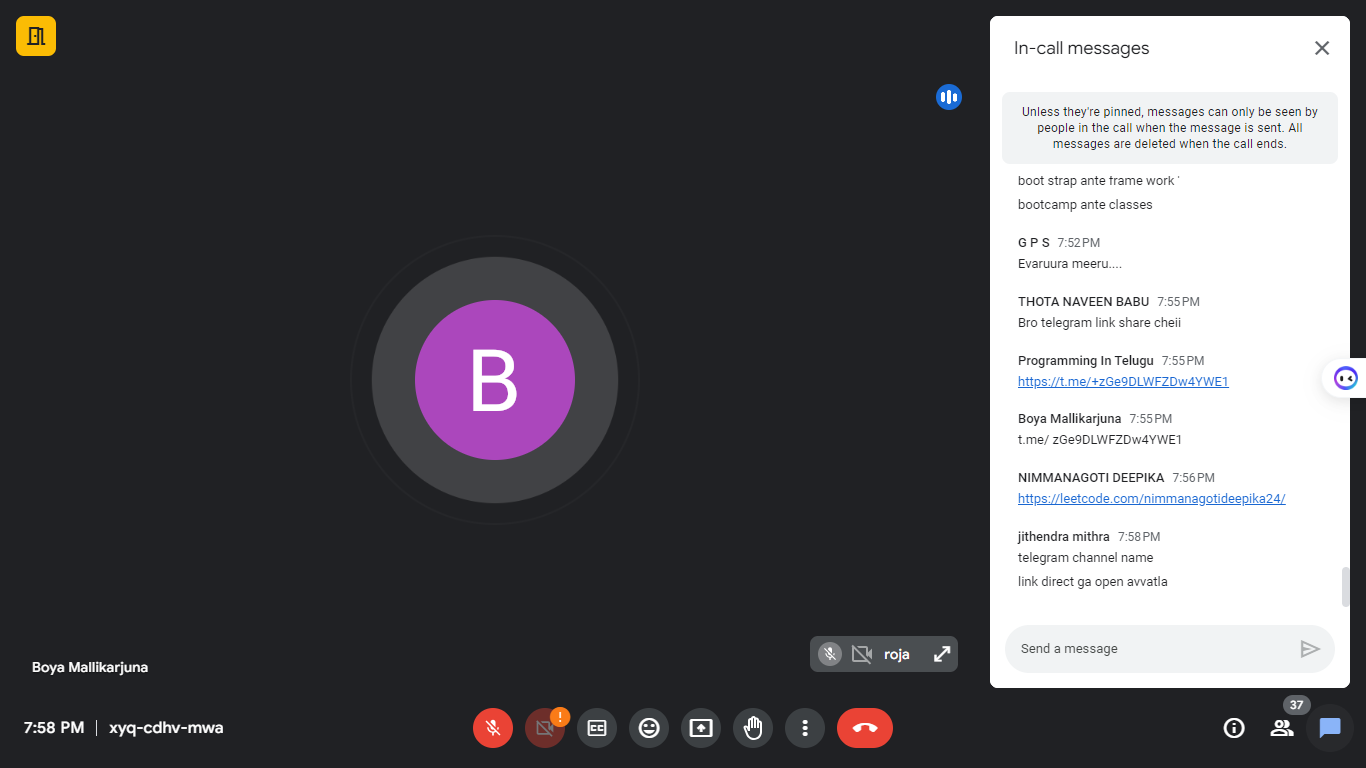 In-call messages
Unless they're pinned, messages can only be seen by
people in the call when the message is sent. All
messages are deleted when the call ends.
boot strap ante frame work '
bootcamp ante classes
G P S 7:52 PM
Evaruura meeru....
THOTA NAVEEN BABU 7:55 PM
Bro telegram link share cheii
Programming In Telugu 7:55 PM
https://t.me/+zGe9DLWFZDw4YWE1
Boya Mallikarjuna 7:55 PM
t.me/ zGe9DLWFZDw4YWE1
NIMMANAGOTI DEEPIKA 7:56 PM
https://leetcode.com/nimmanagotideepika24/
jithendra mithra 7:58 PM
telegram channel name
link direct ga open avvatla
Send a message
B
Boya Mallikarjuna
roja
7:58 PM | xyq-cdhv-mwa
!
CC
37